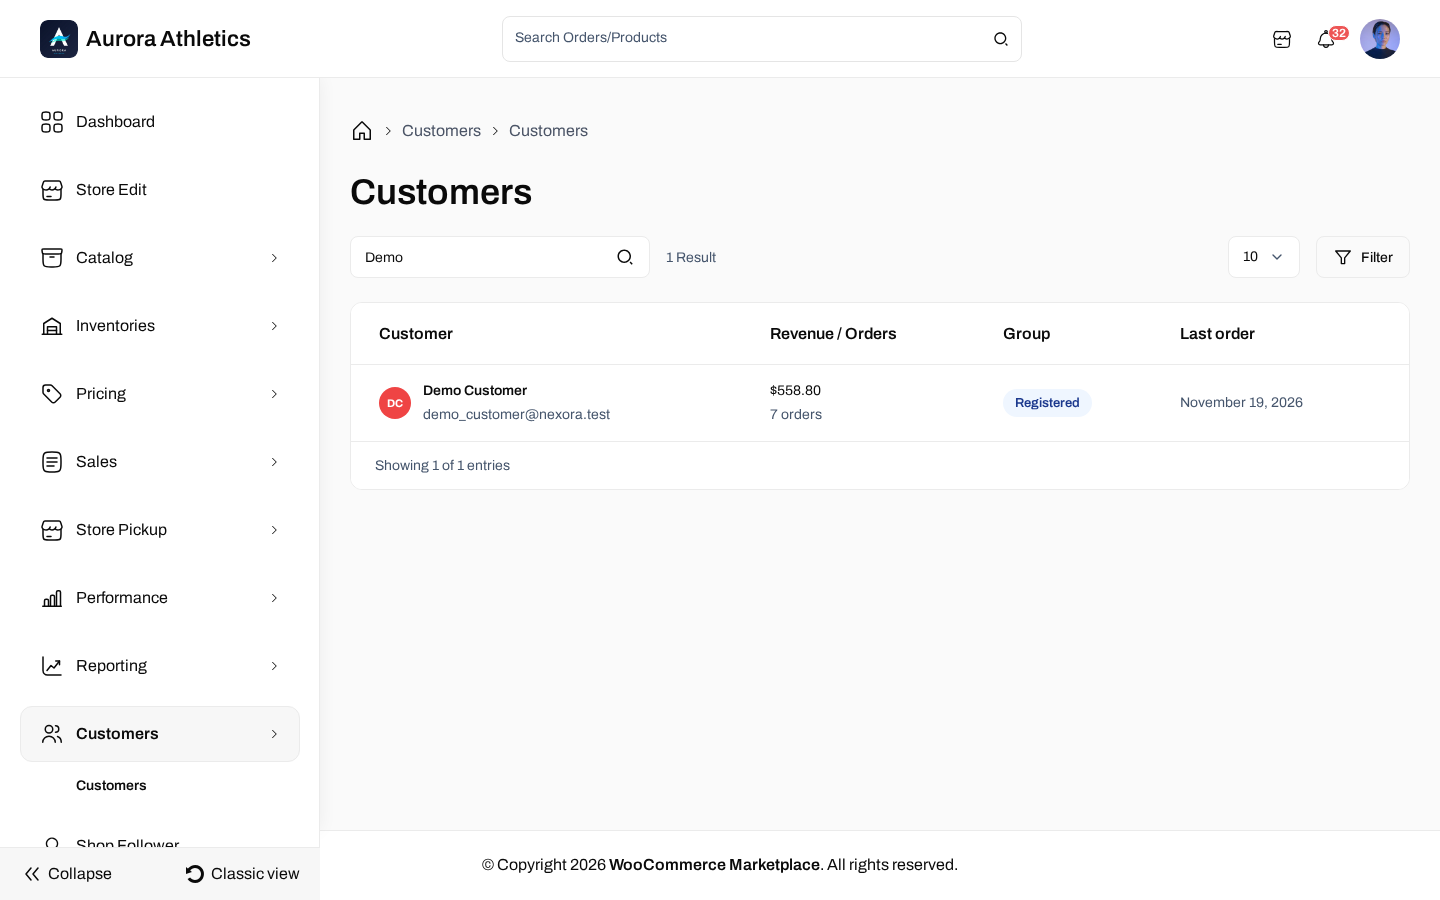 Aurora Athletics
Search Orders/Products
32
Dashboard
Store Edit
Catalog
Inventories
Pricing
Sales
Store Pickup
Performance
Reporting
Customers
Customers
Shop Follower
Collapse
Classic view
Customers
Customers
Customers
Demo
1 Result
10
Filter
Customer
Revenue / Orders
Group
Last order
DC
Demo Customer
demo_customer@nexora.test
$558.80
7 orders
Registered
November 19, 2026
Showing 1 of 1 entries
© Copyright 2026 WooCommerce Marketplace. All rights reserved.